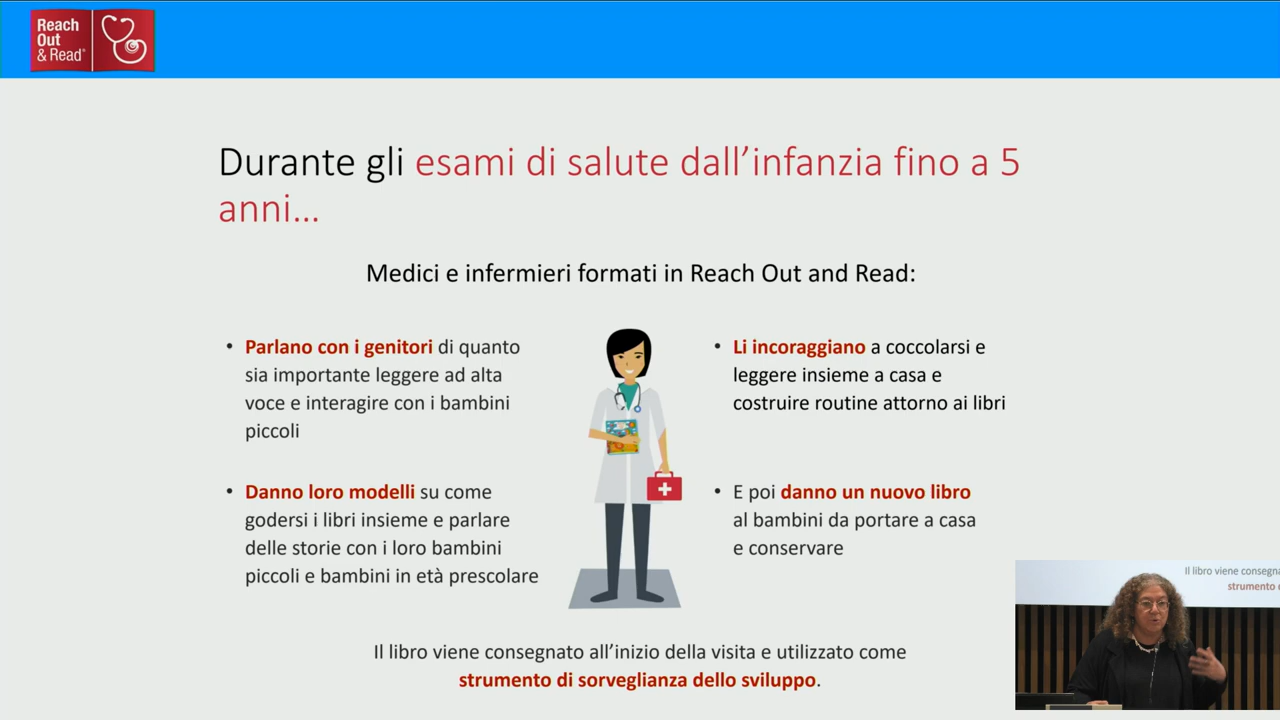 Reach
Out
& Read®
Durante gli esami di salute dall’infanzia fino a 5
anni...
Medici e infermieri formati in Reach Out and Read:
• Parlano con i genitori di quanto
sia importante leggere ad alta
voce e interagire con i bambini
piccoli
• Danno loro modelli su come
godersi i libri insieme e parlare
delle storie con i loro bambini
piccoli e bambini in età prescolare
• Li incoraggiano a coccolarsi e
leggere insieme a casa e
costruire routine attorno ai libri
• E poi danno un nuovo libro
al bambini da portare a casa
e conservare
Il libro viene consegnato all’inizio della visita e utilizzato come
strumento di sorveglianza dello sviluppo.
Il libro viene consegna
strumento